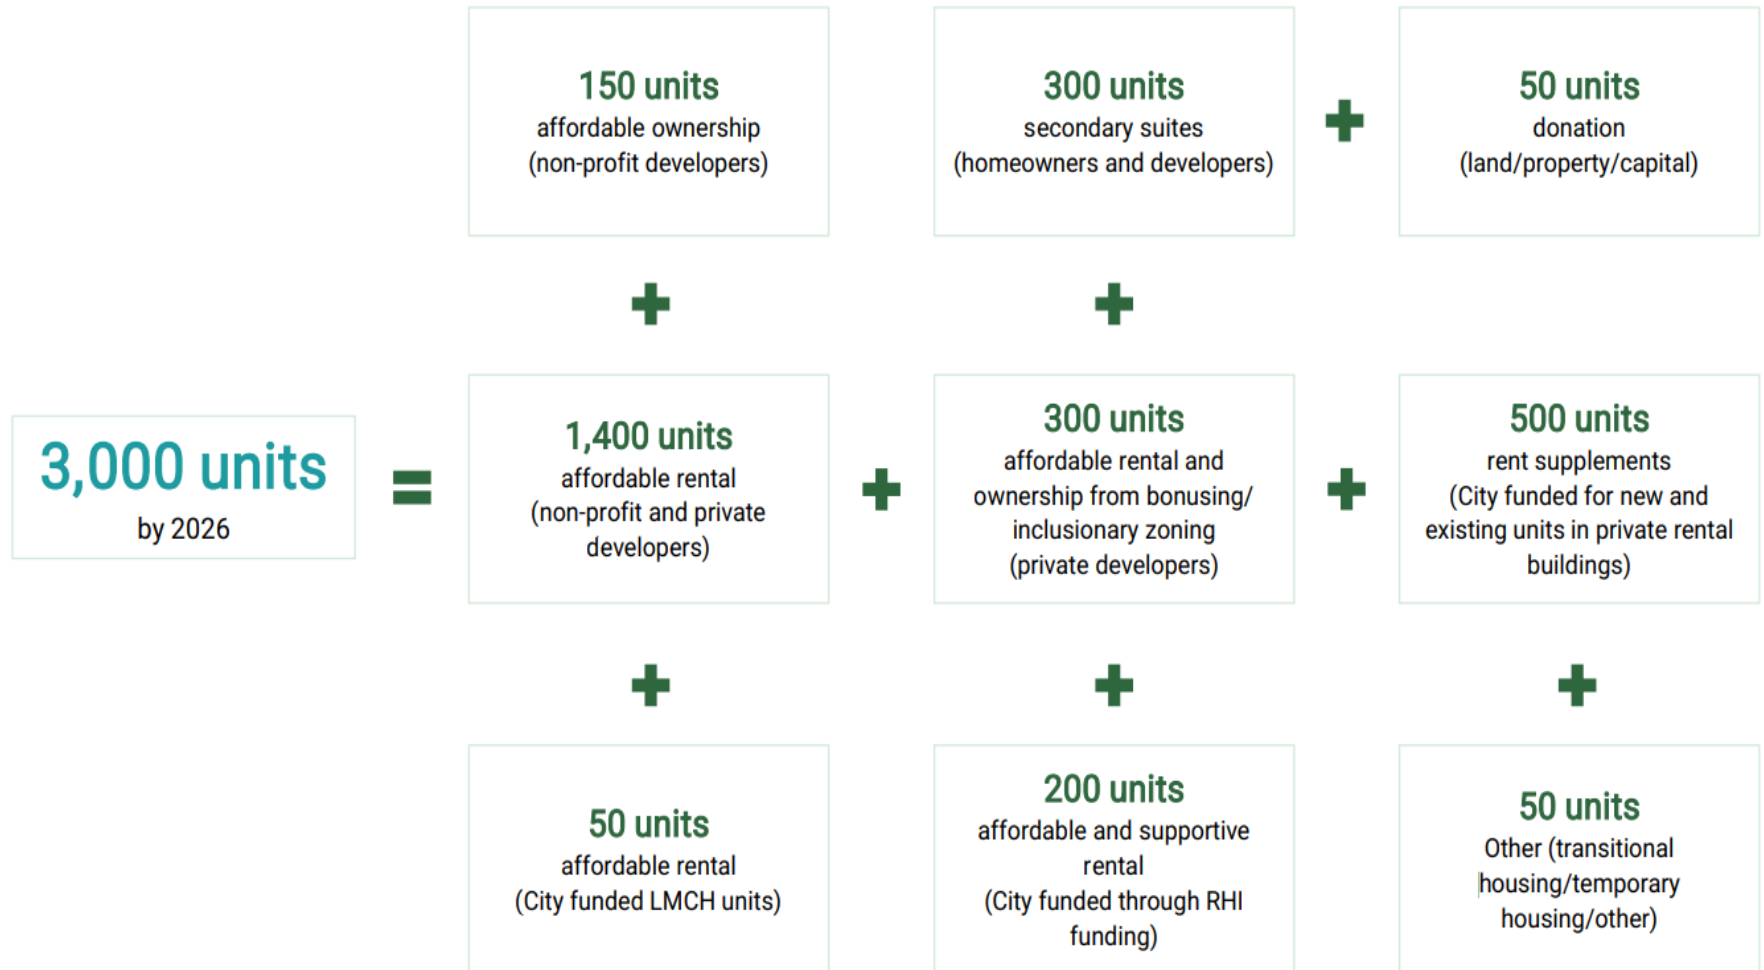 150 units
affordable ownership
(non-profit developers)
300 units
secondary suites
(homeowners and developers)
+
50 units
donation
(land/property/capital)
+
+
3,000 units
by 2026
=
1,400 units
affordable rental
(non-profit and private
developers)
+
300 units
affordable rental and
ownership from bonusing/
inclusionary zoning
(private developers)
+
500 units
rent supplements
(City funded for new and
existing units in private rental
buildings)
+
+
+
50 units
affordable rental
(City funded LMCH units)
200 units
affordable and supportive
rental
(City funded through RHI
funding)
50 units
Other (transitional
housing/temporary
housing/other)